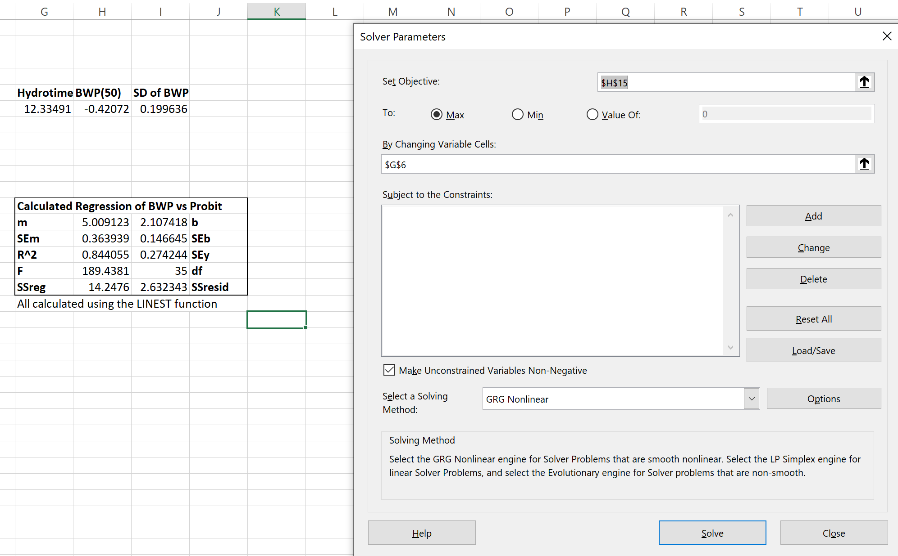 G H I J K L M N O P Q R S T U
Solver Parameters
Set Objective: $H$15
Hydrotime BWP(50) SD of BWP
12.33491 -0.42072 0.199636
To: Max Min Value Of: 0
By Changing Variable Cells:
$G$6
Subject to the Constraints:
Calculated Regression of BWP vs Probit
m 5.009123 2.107418 b
SEm 0.363939 0.146645 SEb
R^2 0.844055 0.274244 SEy
F 189.4381 35 df
SSreg 14.2476 2.632343 SSresid
All calculated using the LINEST function
Add
Change
Delete
Reset All
Load/Save
Make Unconstrained Variables Non-Negative
Select a Solving
Method:
GRG Nonlinear
Options
Solving Method
Select the GRG Nonlinear engine for Solver Problems that are smooth nonlinear. Select the LP Simplex engine for
linear Solver Problems, and select the Evolutionary engine for Solver problems that are non-smooth.
Help Solve Close